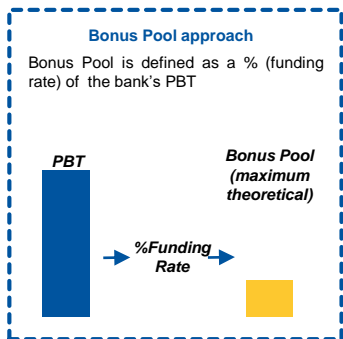 Bonus Pool approach
Bonus Pool is defined as a % (funding
rate) of the bank's PBT
PBT
Bonus Pool
(maximum
theoretical)
%Funding
Rate